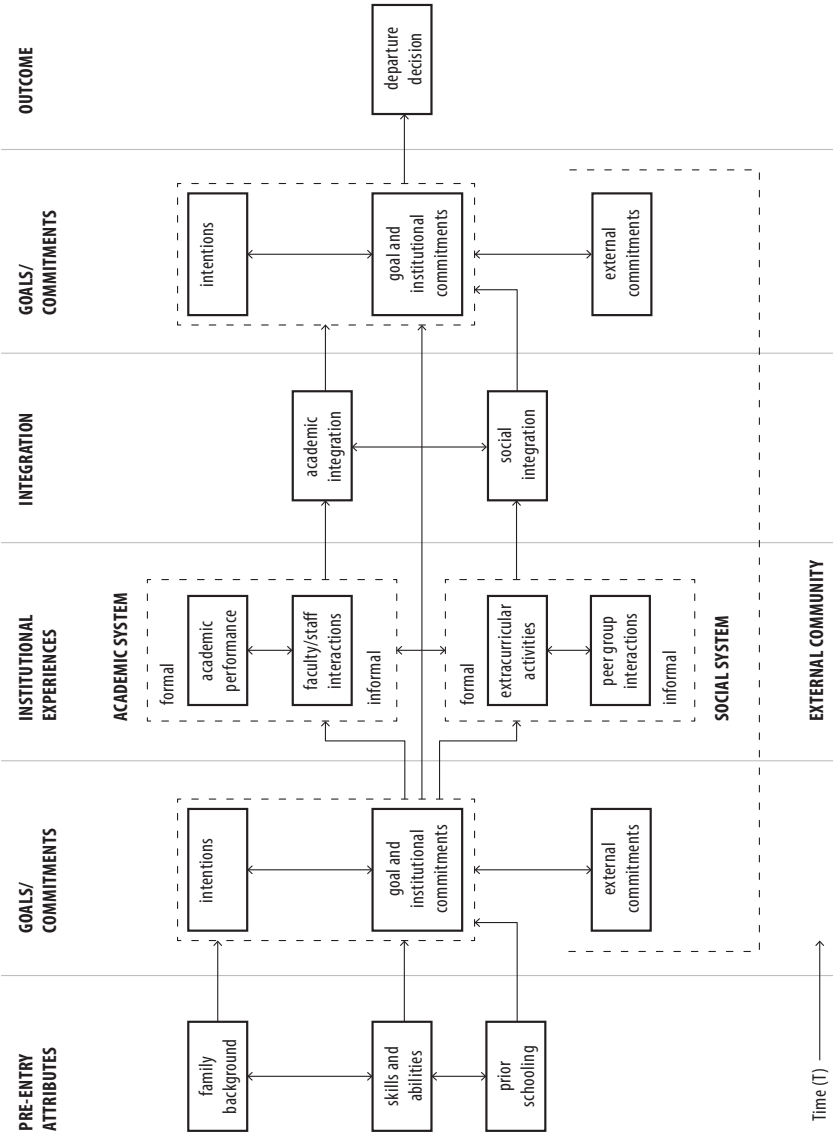 PRE-ENTRY
ATTRIBUTES
GOALS/
COMMITMENTS
INSTITUTIONAL
EXPERIENCES
INTEGRATION
GOALS/
COMMITMENTS
OUTCOME
family
background
skills and
abilities
prior
schooling
intentions
goal and
institutional
commitments
external
commitments
ACADEMIC SYSTEM
formal
academic
performance
faculty/staff
interactions
informal
formal
extracurricular
activities
peer group
interactions
informal
SOCIAL SYSTEM
academic
integration
social
integration
intentions
goal and
institutional
commitments
external
commitments
departure
decision
EXTERNAL COMMUNITY
Time (T)